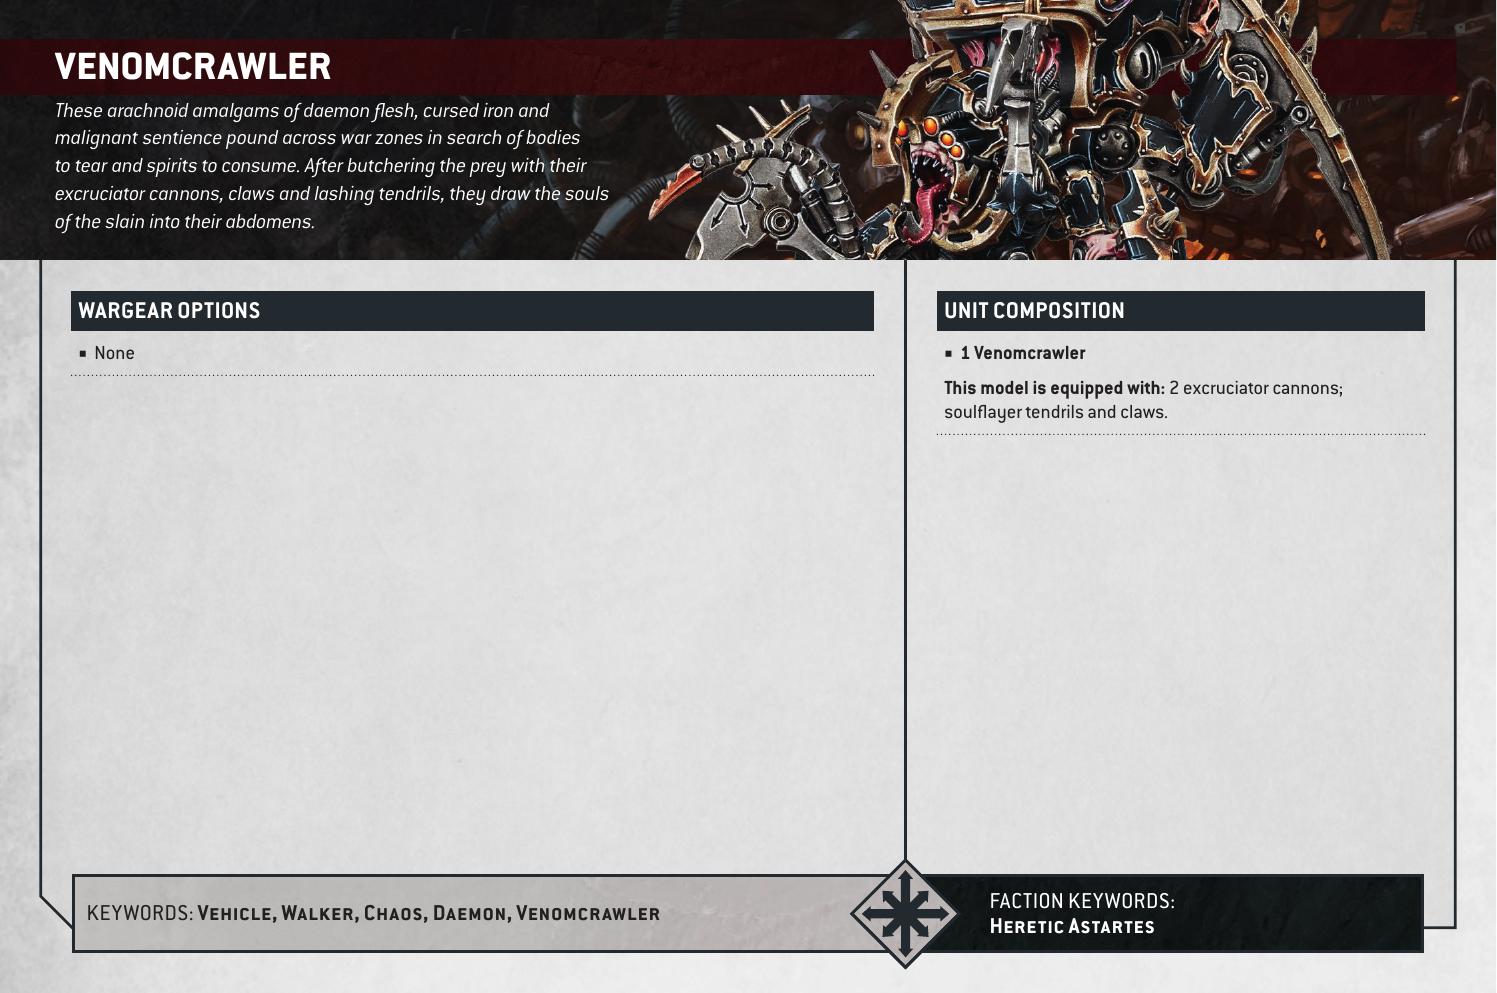 VENOMCRAWLER
These arachnoid amalgams of daemon flesh, cursed iron and
malignant sentience pound across war zones in search of bodies
to tear and spirits to consume. After butchering the prey with their
excruciator cannons, claws and lashing tendrils, they draw the souls
of the slain into their abdomens.
WARGEAR OPTIONS
▪ None
UNIT COMPOSITION
▪ 1 Venomcrawler
This model is equipped with: 2 excruciator cannons;
soulflayer tendrils and claws.
KEYWORDS: Vehicle, Walker, Chaos, Daemon, Venomcrawler
FACTION KEYWORDS:
Heretic Astartes